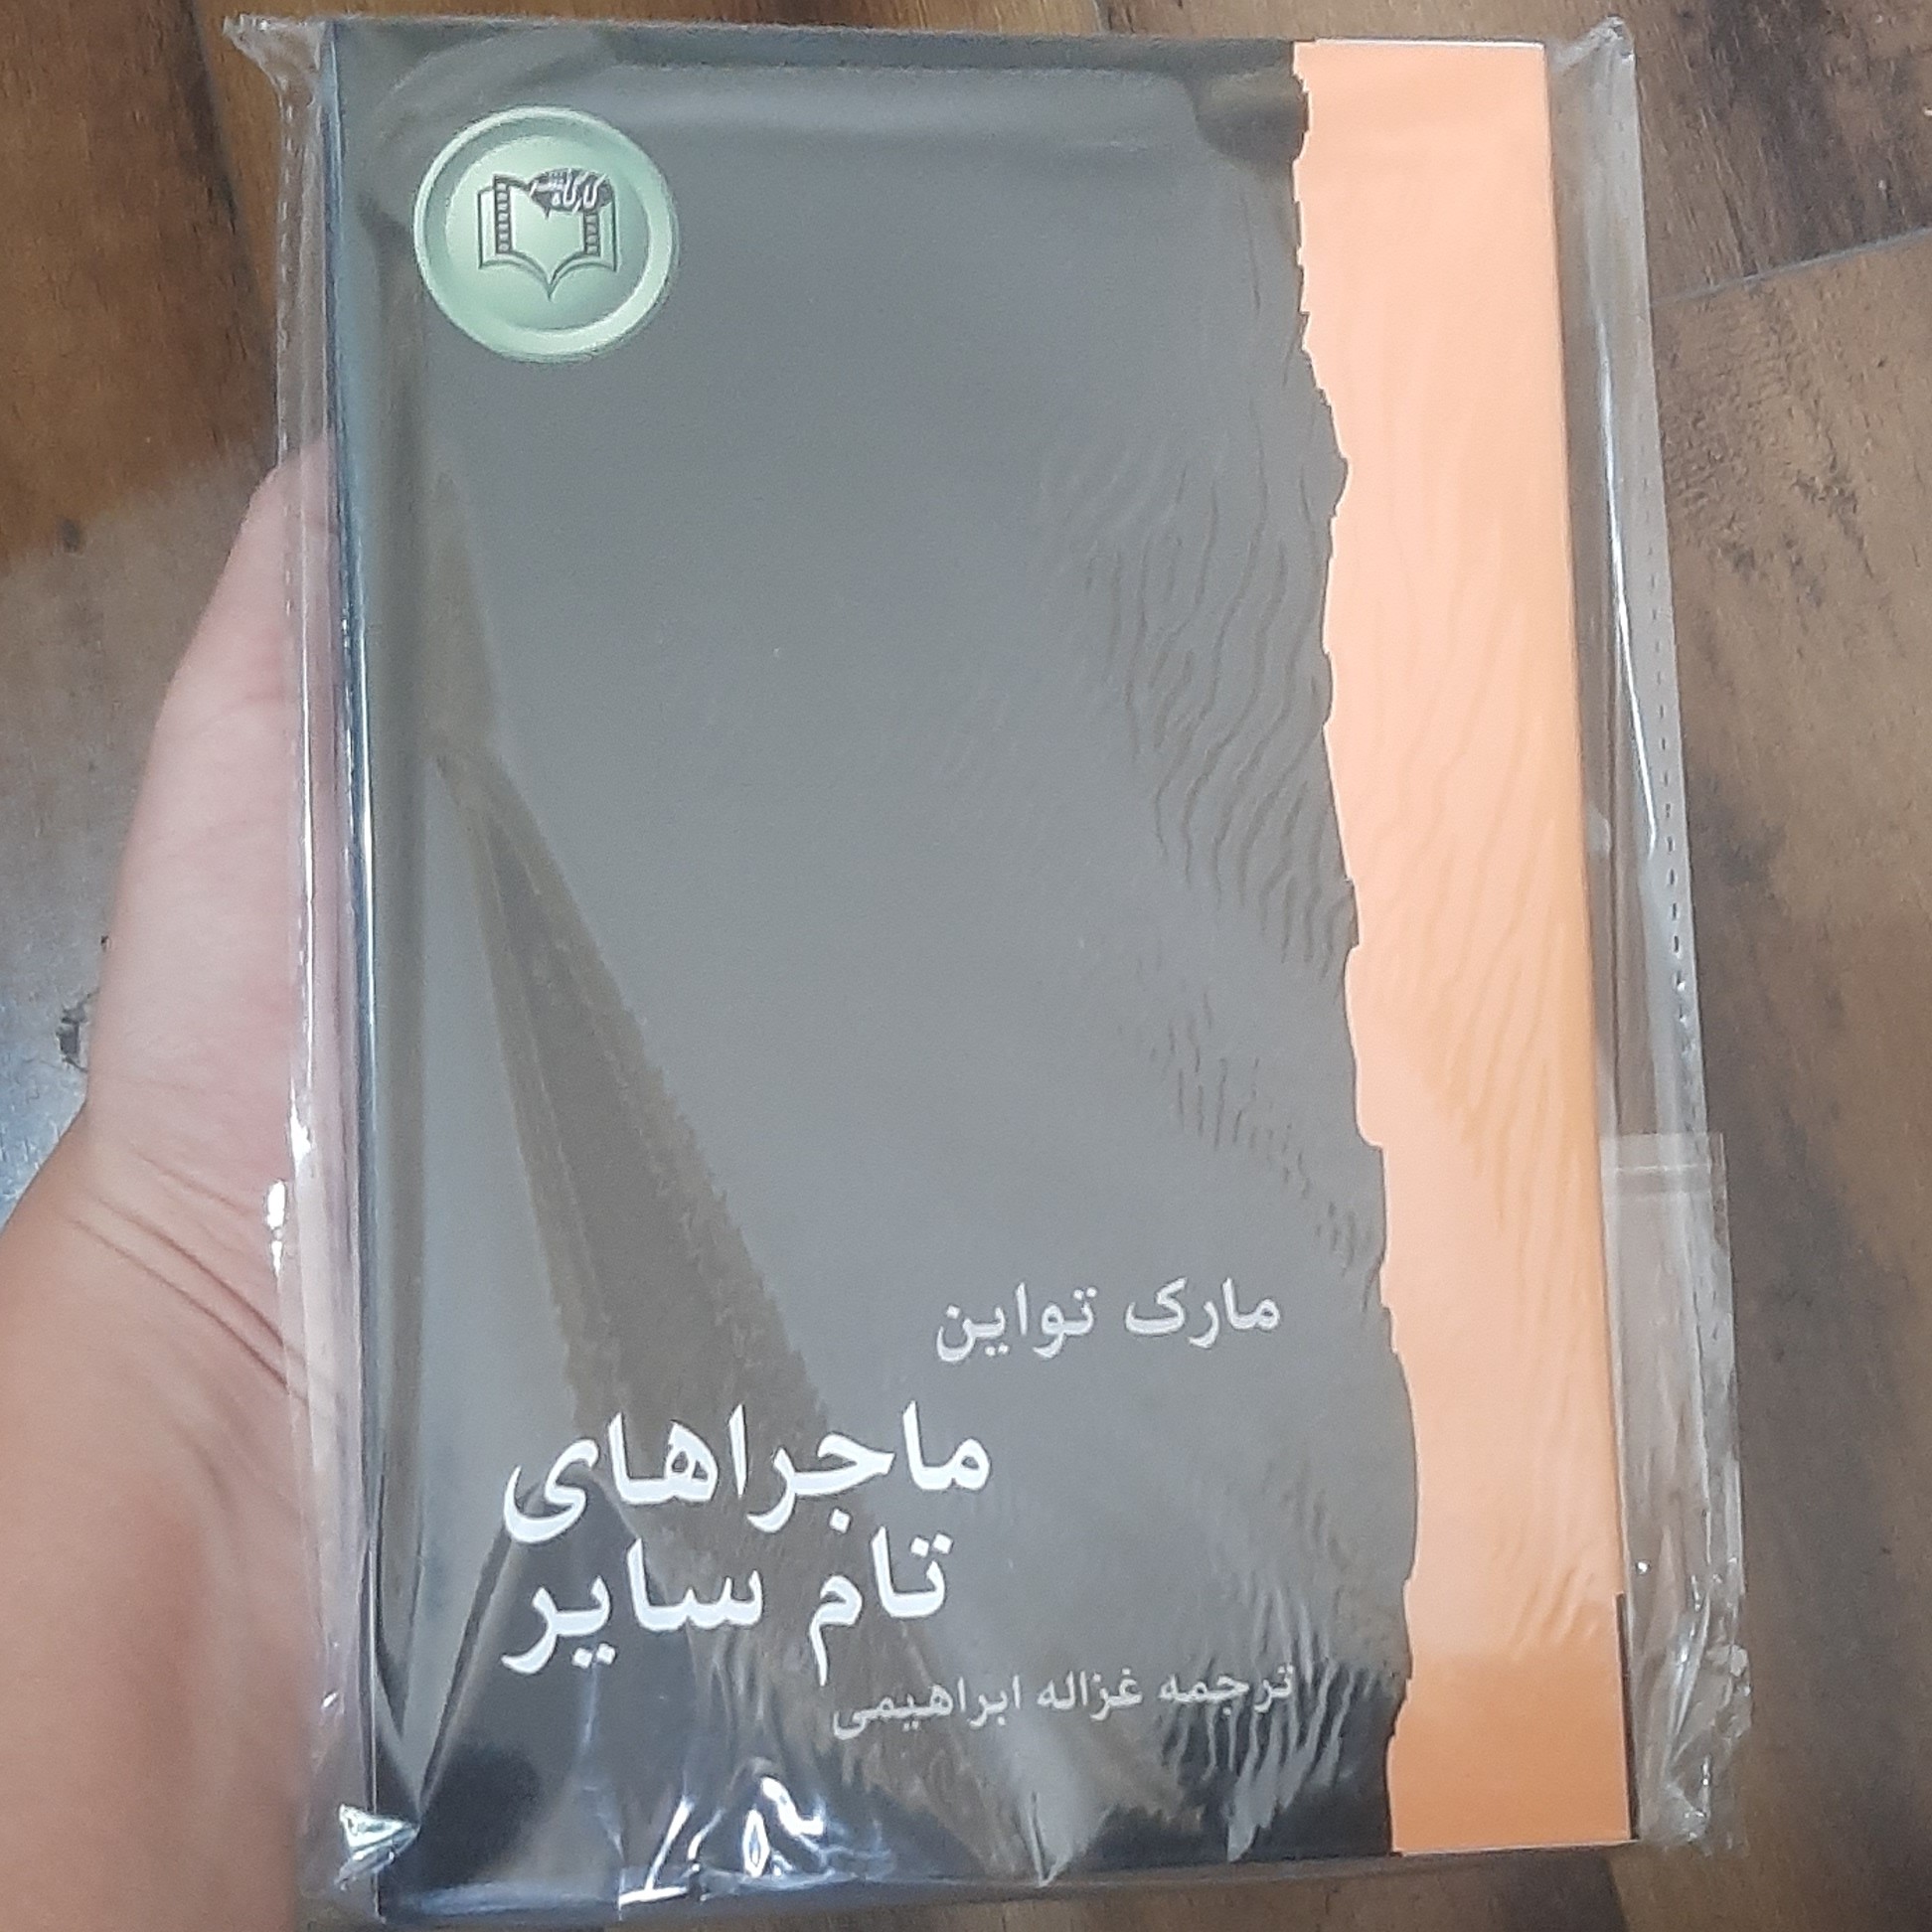 مارک تواین
ماجراهای
تام سایر
ترجمه غزاله ابراهیمی